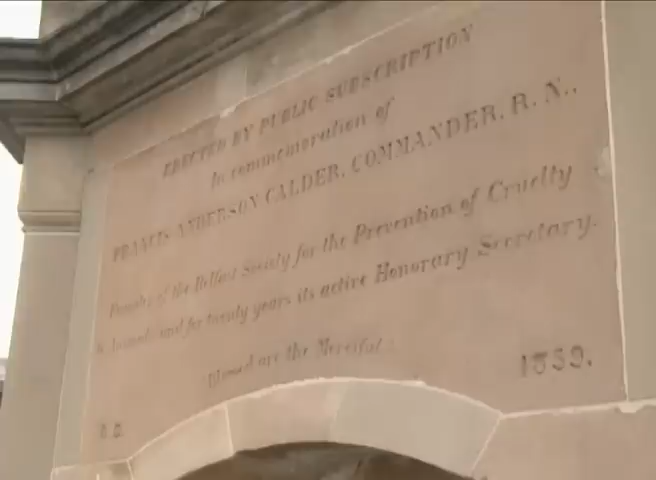 ERECTED BY PUBLIC SUBSCRIPTION
In commemoration of
FRANCIS ANDERSON CALDER, COMMANDER. R. N.,
Founder of the Belfast Society for the Prevention of Cruelty
to Animals and for twenty years its active Honorary Secretary.
"Blessed are the Merciful."
1859.